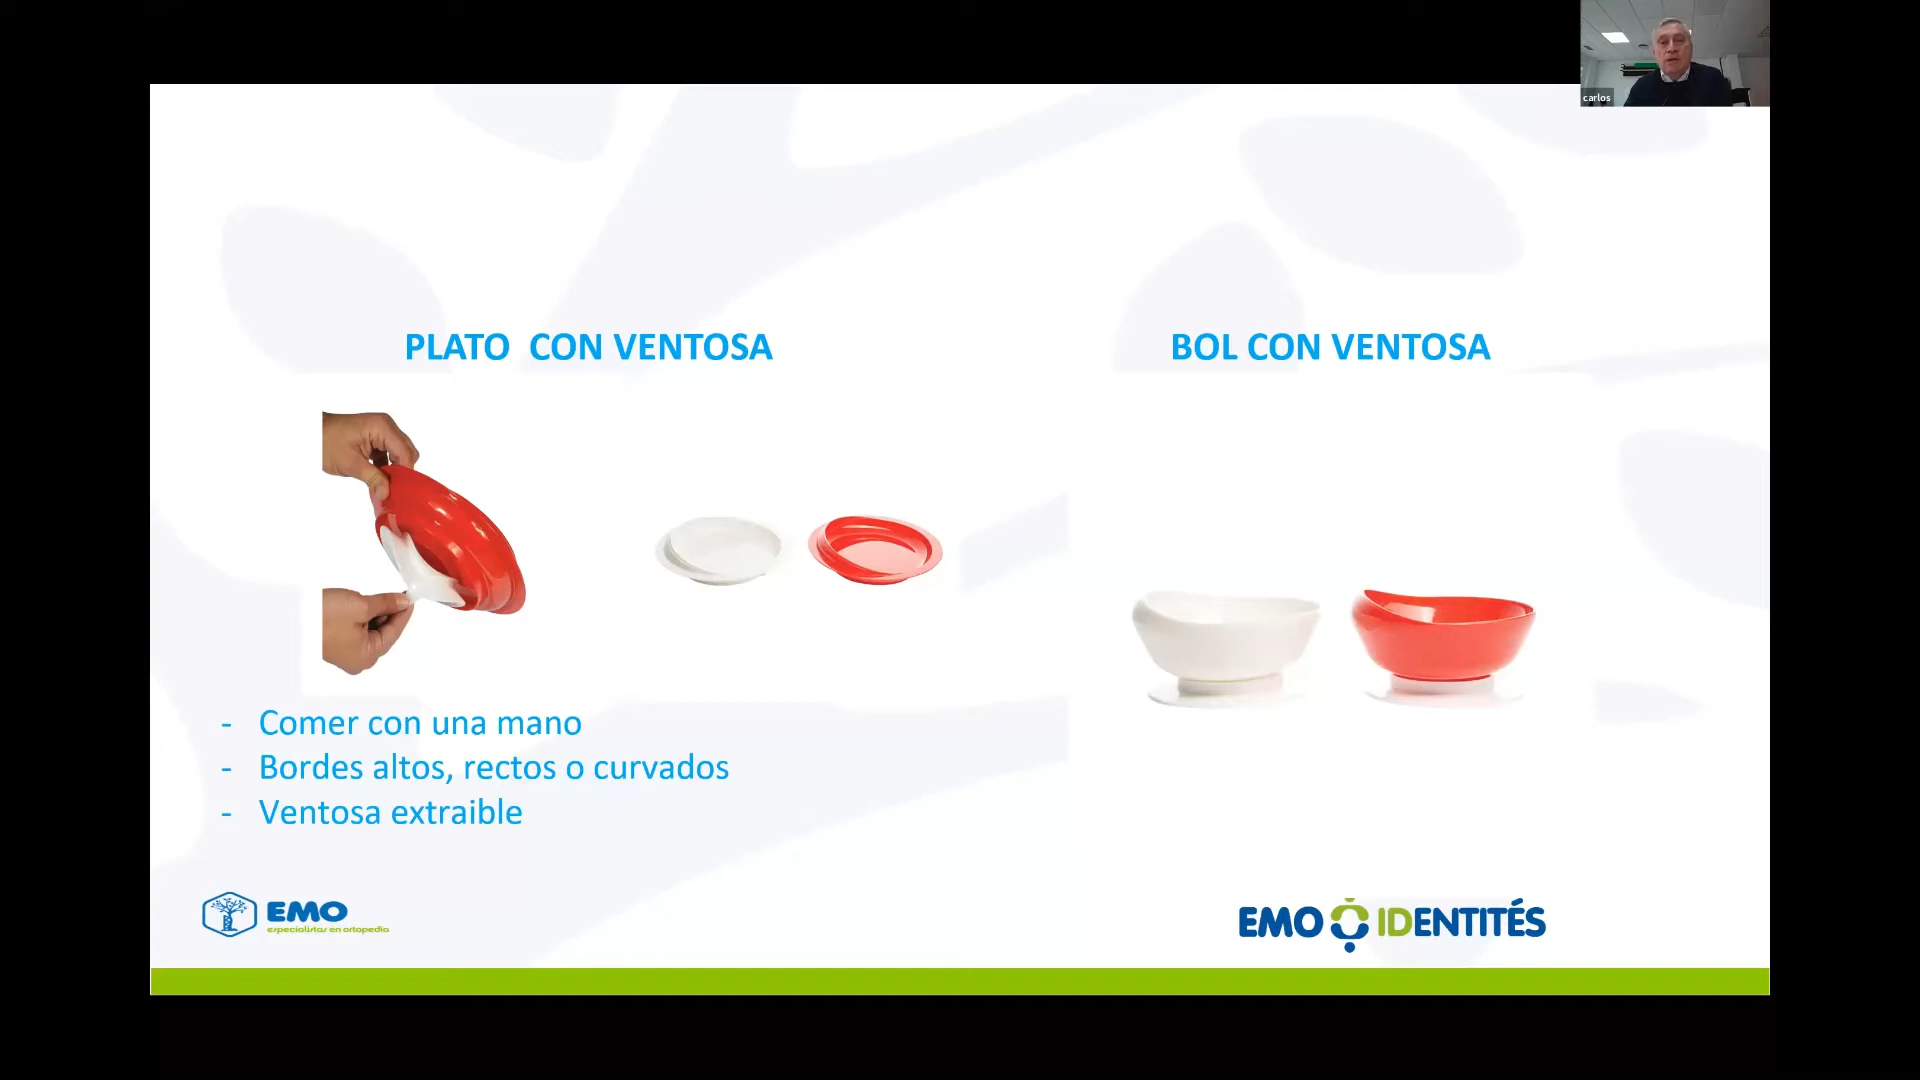 carlos
PLATO CON VENTOSA
BOL CON VENTOSA
- Comer con una mano
- Bordes altos, rectos o curvados
- Ventosa extraible
EMO
especialistas en ortopedia
EMO IDENTITÉS